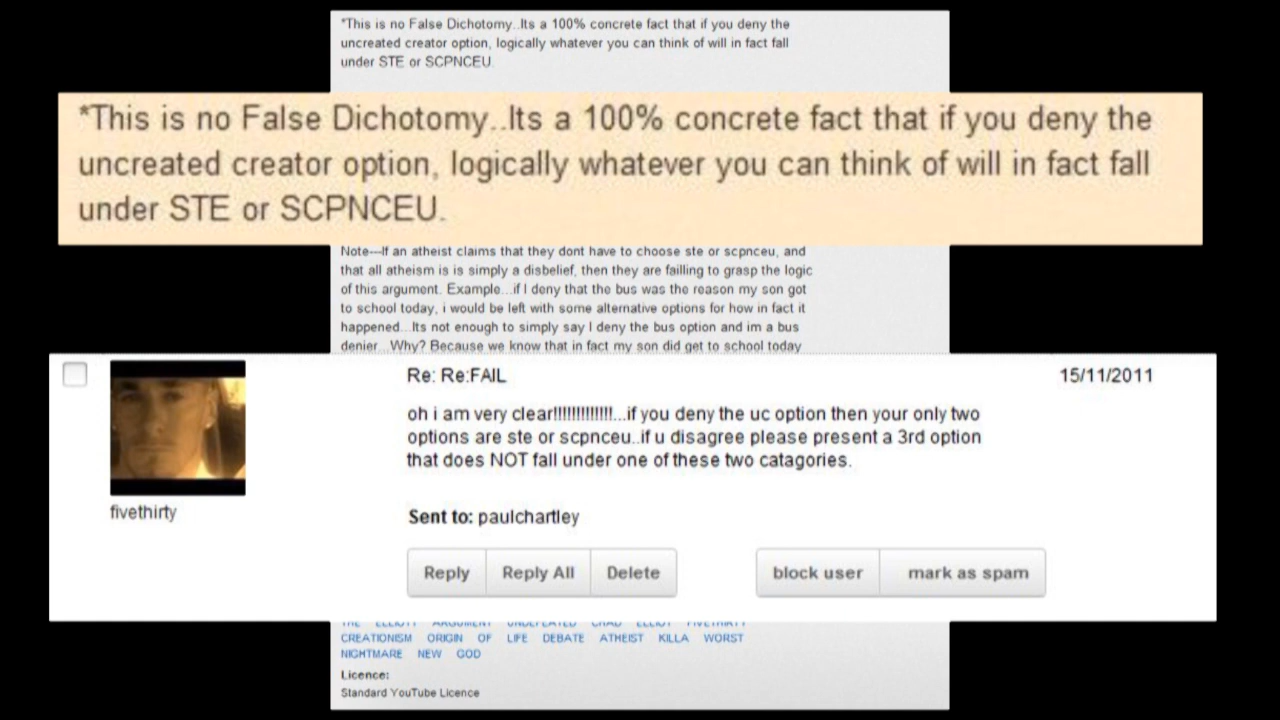 *This is no False Dichotomy..Its a 100% concrete fact that if you deny the
uncreated creator option, logically whatever you can think of will in fact fall
under STE or SCPNCEU.
*This is no False Dichotomy..Its a 100% concrete fact that if you deny the
uncreated creator option, logically whatever you can think of will in fact fall
under STE or SCPNCEU.
Note---If an atheist claims that they dont have to choose ste or scpnceu, and
that all atheism is is simply a disbelief, then they are failling to grasp the logic
of this argument. Example...if I deny that the bus was the reason my son got
to school today, i would be left with some alternative options for how in fact it
happened...Its not enough to simply say I deny the bus option and im a bus
denier...Why? Because we know that in fact my son did get to school today
Re: Re:FAIL
15/11/2011
oh i am very clear!!!!!!!!!!!!!...if you deny the uc option then your only two
options are ste or scpnceu..if u disagree please present a 3rd option
that does NOT fall under one of these two catagories.
fivethirty
Sent to: paulchartley
Reply Reply All Delete block user mark as spam
THE ELLIOTT ARGUMENT UNDEFEATED CHAD ELLIOT FIVETHIRTY
CREATIONISM ORIGIN OF LIFE DEBATE ATHEIST KILLA WORST
NIGHTMARE NEW GOD
Licence:
Standard YouTube Licence